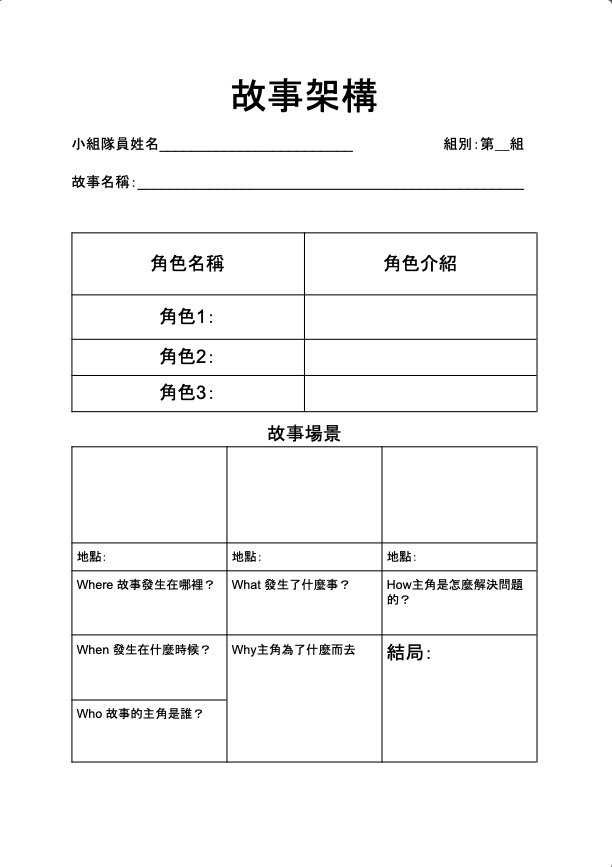 故事架構
小組隊員姓名________________________ 組別：第__組
故事名稱：________________________________________________
角色名稱 角色介紹
角色1：
角色2：
角色3：
故事場景
地點： 地點： 地點：
Where 故事發生在哪裡？ What 發生了什麼事？ How主角是怎麼解決問題
的？
When 發生在什麼時候？ Why主角為了什麼而去 結局：
Who 故事的主角是誰？